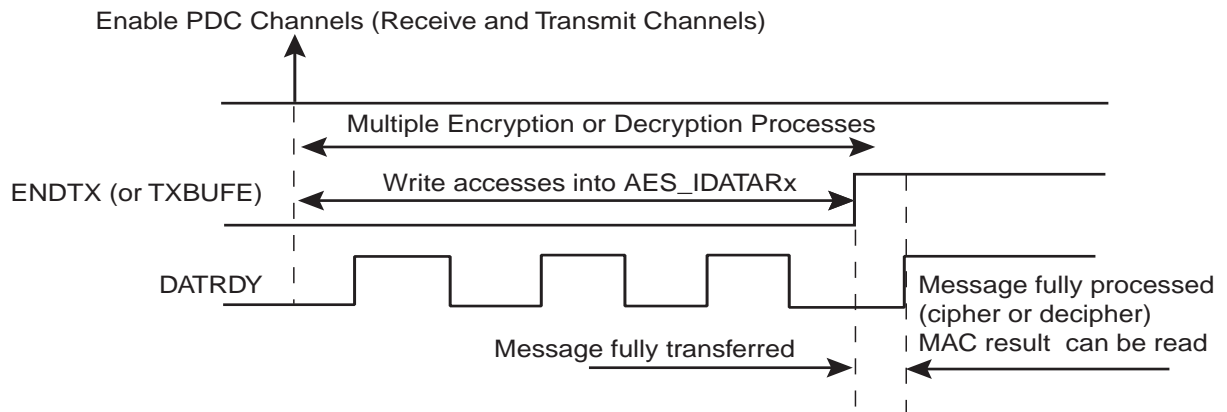 Enable PDC Channels (Receive and Transmit Channels)
Multiple Encryption or Decryption Processes
ENDTX (or TXBUFE)
Write accesses into AES_IDATARx
DATRDY
Message fully processed
(cipher or decipher)
MAC result can be read
Message fully transferred